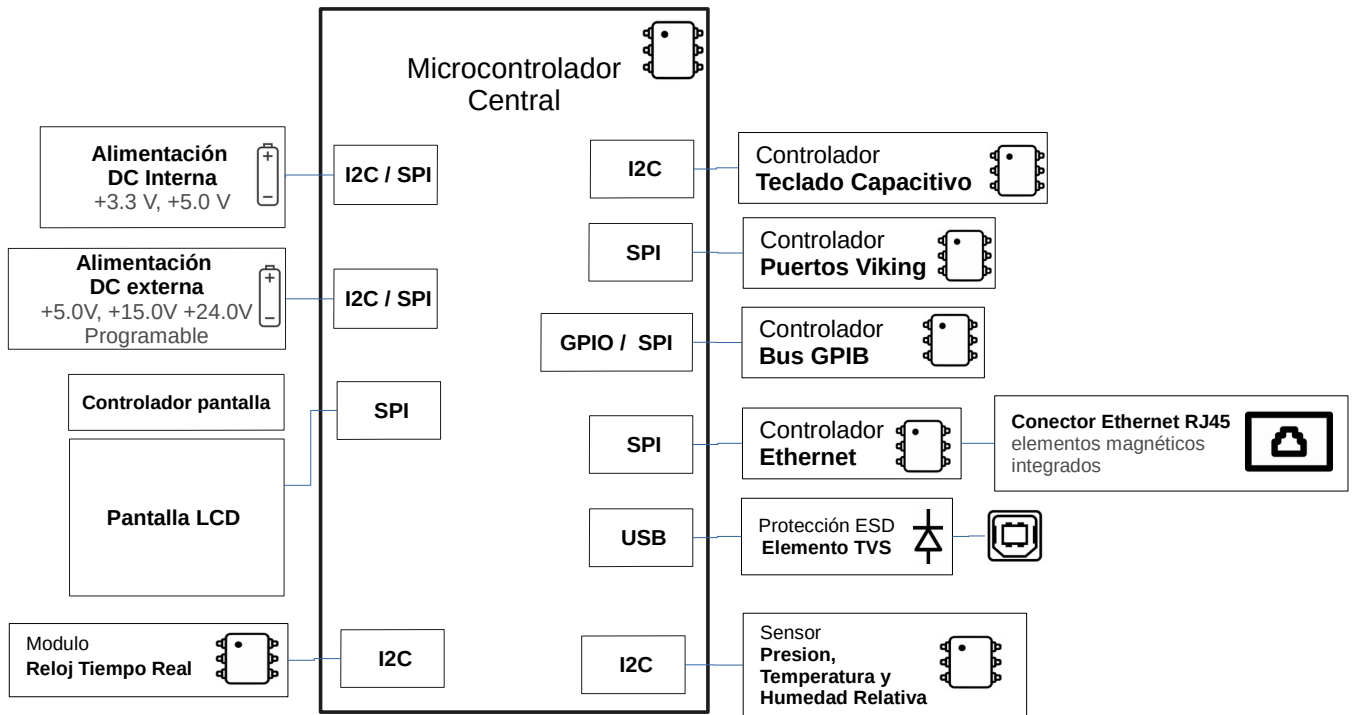 Microcontrolador
Central
Alimentación
DC Interna
+3.3 V, +5.0 V
I2C / SPI
Alimentación
DC externa
+5.0V, +15.0V +24.0V
Programable
I2C / SPI
Controlador pantalla
SPI
Pantalla LCD
Modulo
Reloj Tiempo Real
I2C
I2C
Controlador
Teclado Capacitivo
SPI
Controlador
Puertos Viking
GPIO / SPI
Controlador
Bus GPIB
SPI
Controlador
Ethernet
Conector Ethernet RJ45
elementos magnéticos
integrados
USB
Protección ESD
Elemento TVS
I2C
Sensor
Presion,
Temperatura y
Humedad Relativa